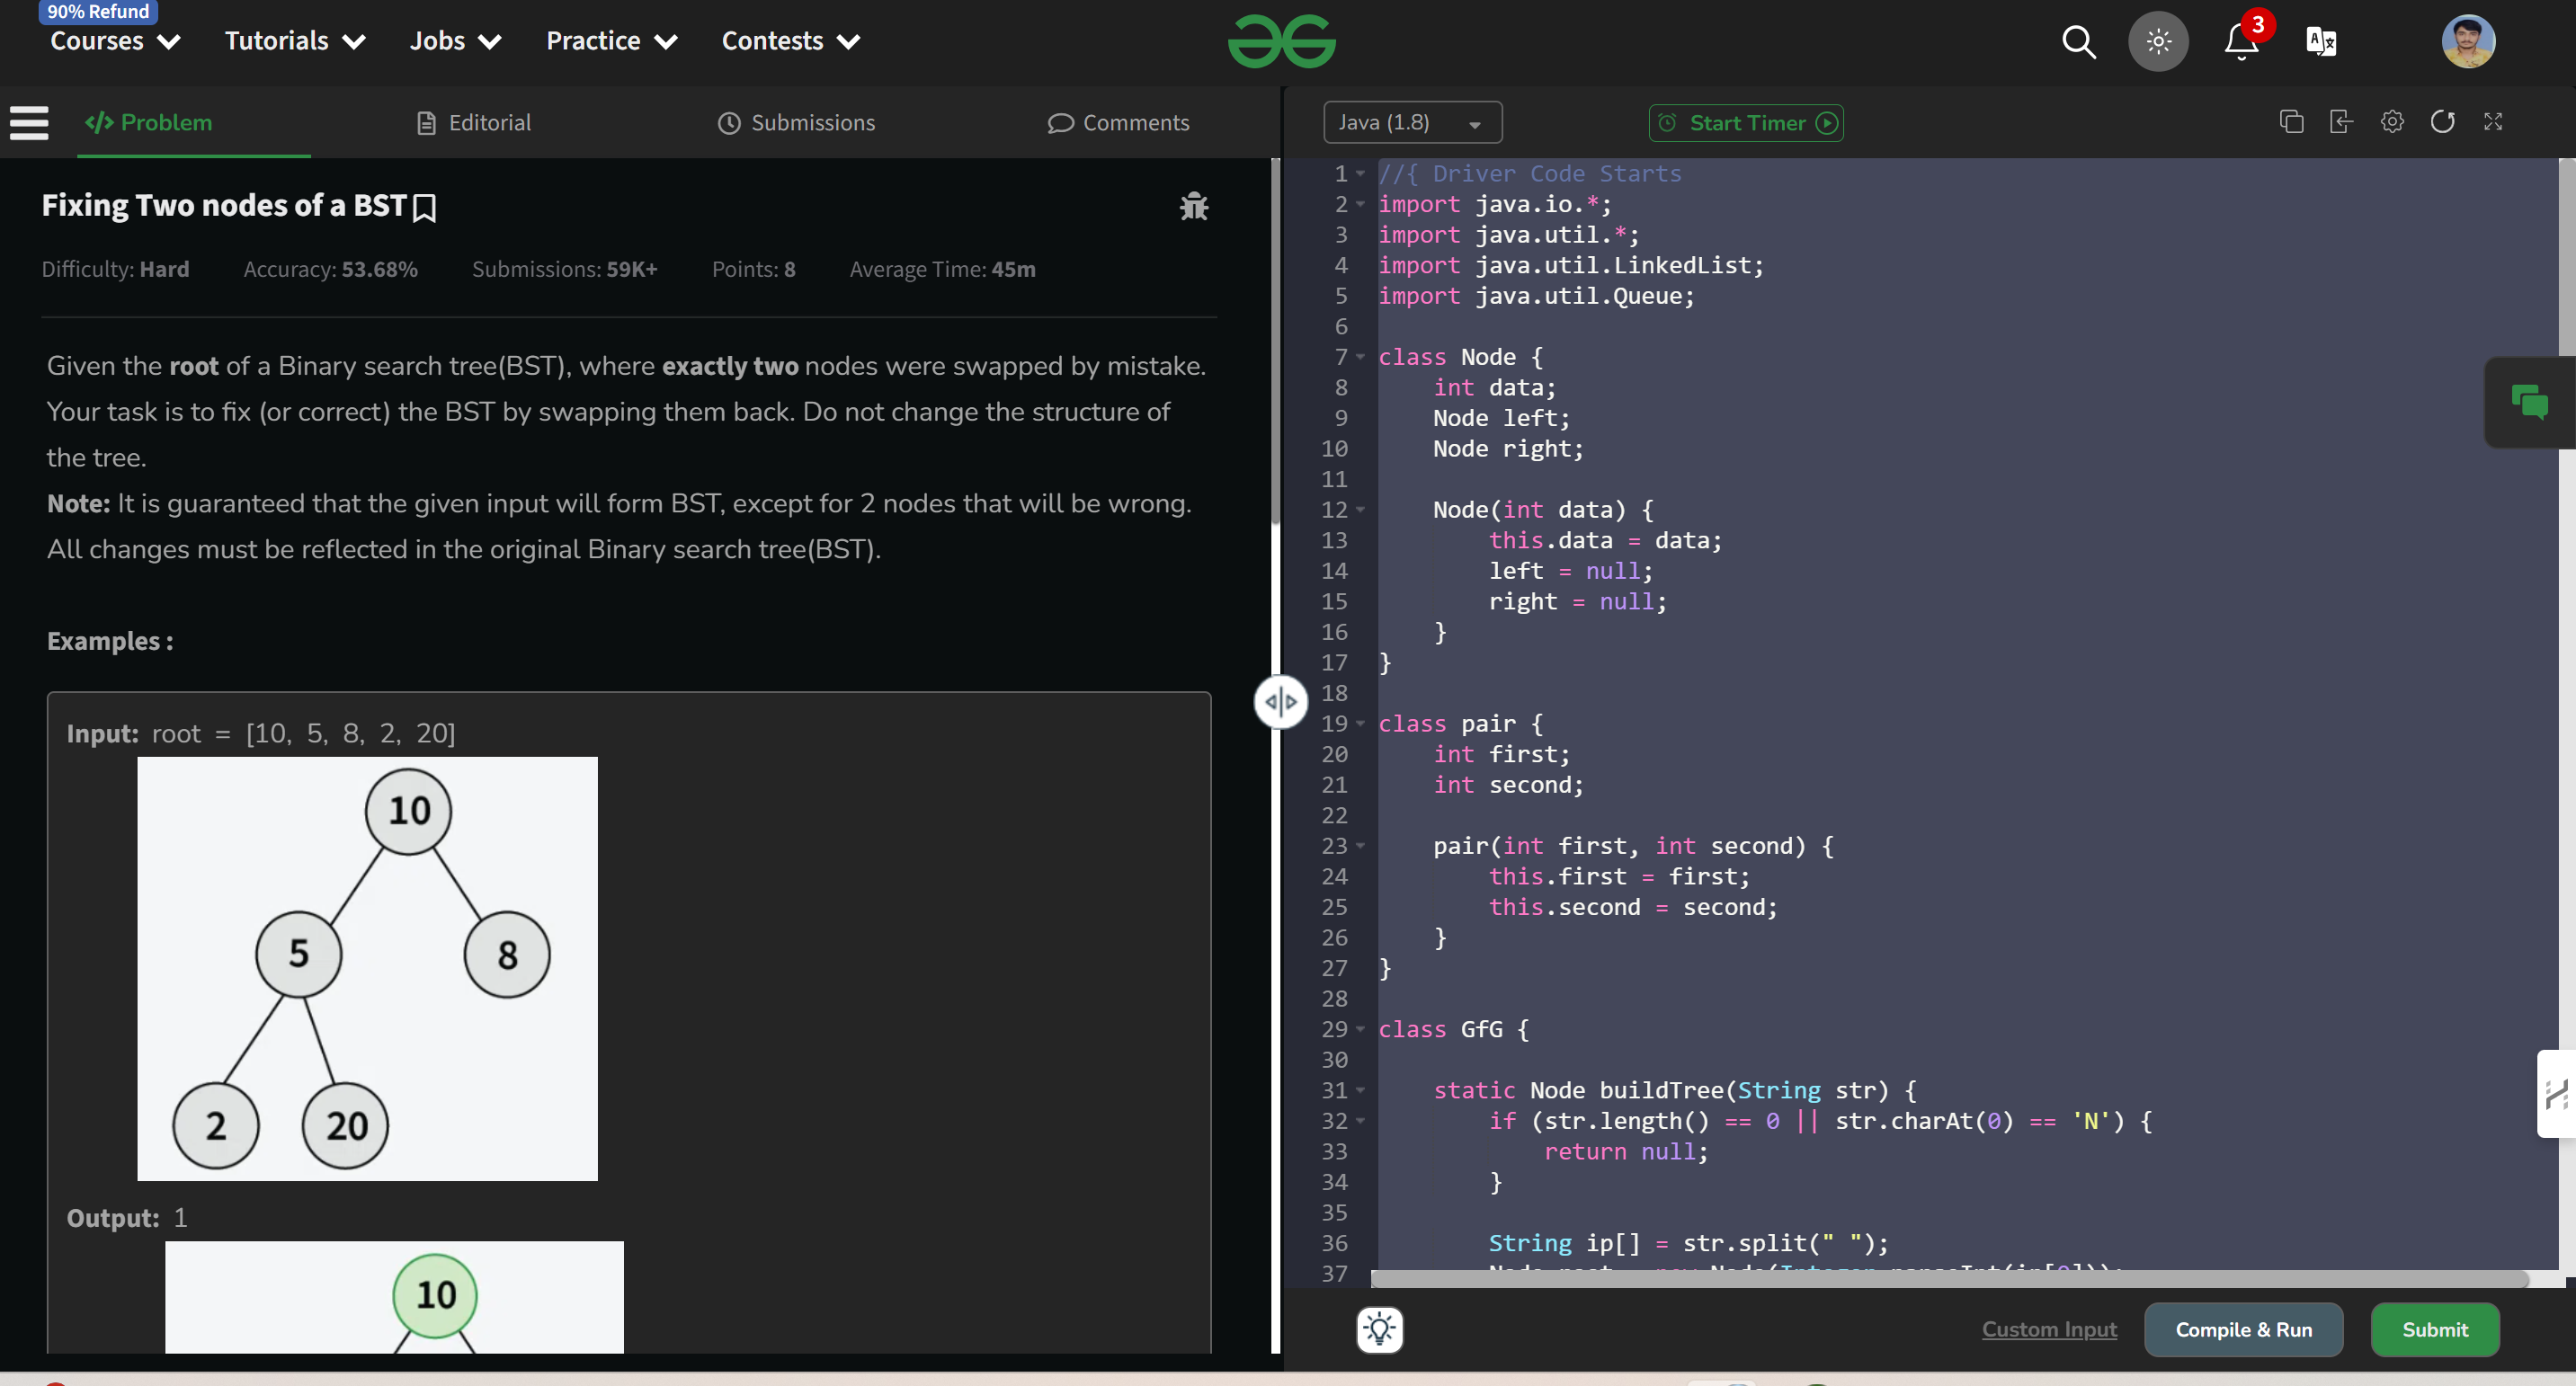 90% Refund
Courses
Tutorials
Jobs
Practice
Contests
3
Problem
Editorial
Submissions
Comments
Fixing Two nodes of a BST
Difficulty: Hard Accuracy: 53.68% Submissions: 59K+ Points: 8 Average Time: 45m
Given the root of a Binary search tree(BST), where exactly two nodes were swapped by mistake.
Your task is to fix (or correct) the BST by swapping them back. Do not change the structure of
the tree.
Note: It is guaranteed that the given input will form BST, except for 2 nodes that will be wrong.
All changes must be reflected in the original Binary search tree(BST).
Examples :
Input: root = [10, 5, 8, 2, 20]
10
5 8
2 20
Output: 1
10
Java (1.8)
Start Timer
1 //{ Driver Code Starts
2 import java.io.*;
3 import java.util.*;
4 import java.util.LinkedList;
5 import java.util.Queue;
6
7 class Node {
8 int data;
9 Node left;
10 Node right;
11
12 Node(int data) {
13 this.data = data;
14 left = null;
15 right = null;
16 }
17 }
18
19 class pair {
20 int first;
21 int second;
22
23 pair(int first, int second) {
24 this.first = first;
25 this.second = second;
26 }
27 }
28
29 class GfG {
30
31 static Node buildTree(String str) {
32 if (str.length() == 0 || str.charAt(0) == 'N') {
33 return null;
34 }
35
36 String ip[] = str.split(" ");
37
Custom Input
Compile & Run
Submit